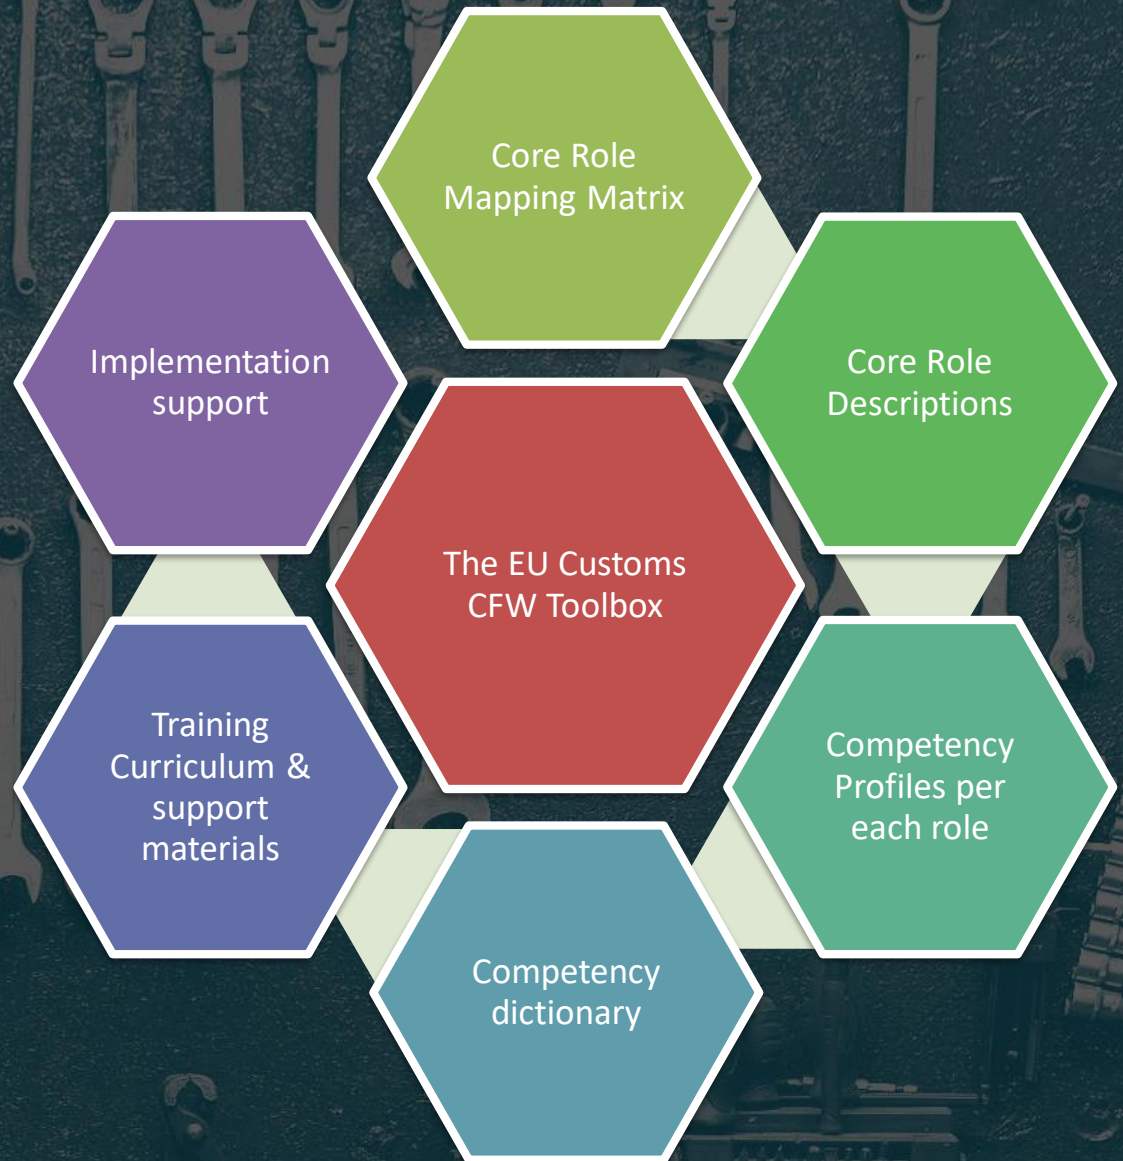 Core Role
Mapping Matrix
Implementation
support
Core Role
Descriptions
The EU Customs
CFW Toolbox
Training
Curriculum &
support
materials
Competency
Profiles per
each role
Competency
dictionary